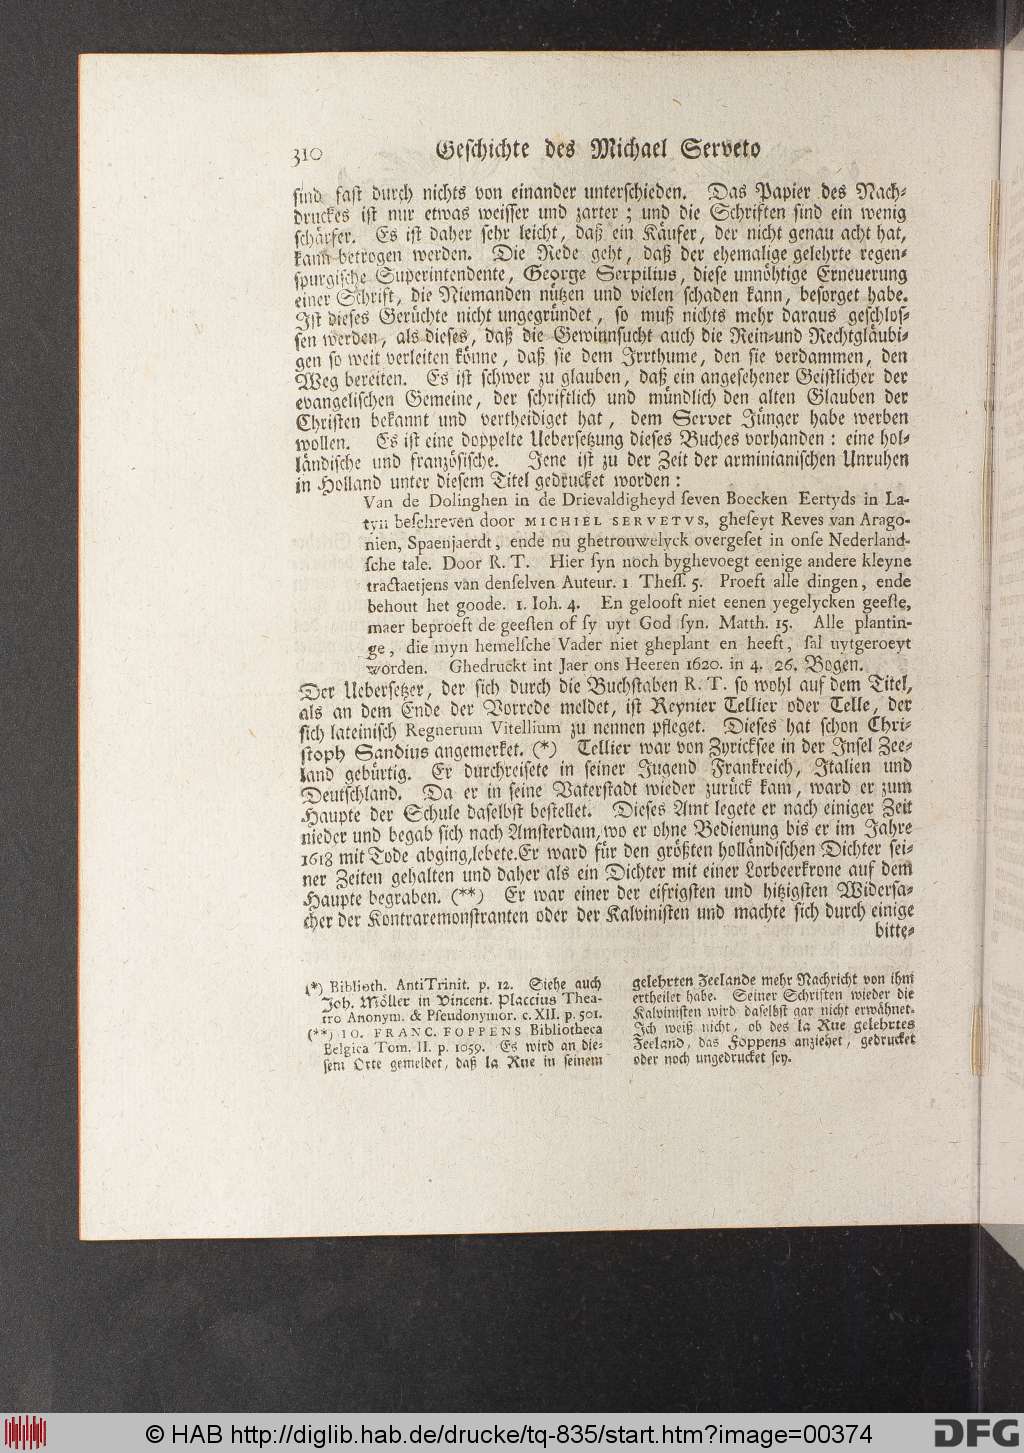 310 Geschichte des Michael Serveto
sind fast durch nichts von einander unterschieden. Das Papier des Nach-
druckes ist nur etwas weisser und zarter; und die Schriften sind ein wenig
schärfer. Es ist daher sehr leicht, daß ein Käufer, der nicht genau acht hat,
kann betrogen werden. Die Rede geht, daß der ehemalige gelehrte regen-
spurgische Superintendente, George Serpilius, diese unnöhtige Erneuerung
einer Schrift, die Niemanden nützen und vielen schaden kann, besorget habe.
Ist dieses Gerüchte nicht ungegründet, so muß nichts mehr daraus geschlos-
sen werden, als dieses, daß die Gewinnsucht auch die Rein-und Rechtgläubi-
gen so weit verleiten könne, daß sie dem Irrthume, den sie verdammen, den
Weg bereiten. Es ist schwer zu glauben, daß ein angesehener Geistlicher der
evangelischen Gemeine, der schriftlich und mündlich den alten Glauben der
Christen bekannt und vertheidiget hat, dem Servet Jünger habe werben
wollen. Es ist eine doppelte Uebersetzung dieses Buches vorhanden: eine hol-
ländische und französische. Jene ist zu der Zeit der arminianischen Unruhen
in Holland unter diesem Titel gedrucket worden:
Van de Dolinghen in de Drievaldigheyd seven Boecken Eertyds in La-
tyn beschreven door MICHIEL SERVETVS, gheseyt Reves van Arago-
nien, Spaenjaerdt, ende nu ghetrouwelyck overgeset in onse Nederland-
sche tale. Door R. T. Hier syn noch byghevoegt eenige andere kleyne
tractaetjens van denselven Auteur. 1 Thess. 5. Proeft alle dingen, ende
behout het goode. 1. Ioh. 4. En gelooft niet eenen yegelycken geeste,
maer beproeft de geesten of sy uyt God syn. Matth. 15. Alle plantin-
ge, die myn hemelsche Vader niet gheplant en heeft, sal uytgeroeyt
worden. Ghedruckt int Jaer ons Heeren 1620. in 4. 26. Bogen.
Der Uebersetzer, der sich durch die Buchstaben R. T. so wohl auf dem Titel,
als an dem Ende der Vorrede meldet, ist Reynier Tellier oder Telle, der
sich lateinisch Regnerum Vitellium zu nennen pfleget. Dieses hat schon Chri-
stoph Sandius angemerket. (*) Tellier war von Zyricksee in der Insel Zee-
land gebürtig. Er durchreisete in seiner Jugend Frankreich, Italien und
Deutschland. Da er in seine Vaterstadt wieder zurück kam, ward er zum
Haupte der Schule daselbst bestellet. Dieses Amt legete er nach einiger Zeit
nieder und begab sich nach Amsterdam, wo er ohne Bedienung bis er im Jahre
1618 mit Tode abging, lebete. Er ward für den größten holländischen Dichter sei-
ner Zeiten gehalten und daher als ein Dichter mit einer Lorbeerkrone auf dem
Haupte begraben. (**) Er war einer der eifrigsten und hitzigsten Widersa-
cher der Kontraremonstranten oder der Kalvinisten und machte sich durch einige
bitte-
(*) Biblioth. AntiTrinit. p. 12. Siehe auch
Joh. Möller in Vincent. Placcius Thea-
tro Anonym. & Pseudonymor. c. XII. p. 501.
(**) IO. FRANC. FOPPENS Bibliotheca
Belgica Tom. II. p. 1059. Es wird an die-
sem Orte gemeldet, daß la Rue in seinem
gelehrten Zeelande mehr Nachricht von ihm
ertheilet habe. Seiner Schriften wieder die
Kalvinisten wird daselbst gar nicht erwähnet.
Ich weiß nicht, ob des la Rue gelehrtes
Zeeland, das Foppens anziehet, gedrucket
oder noch ungedrucket sey.
© HAB http://diglib.hab.de/drucke/tq-835/start.htm?image=00374
DFG